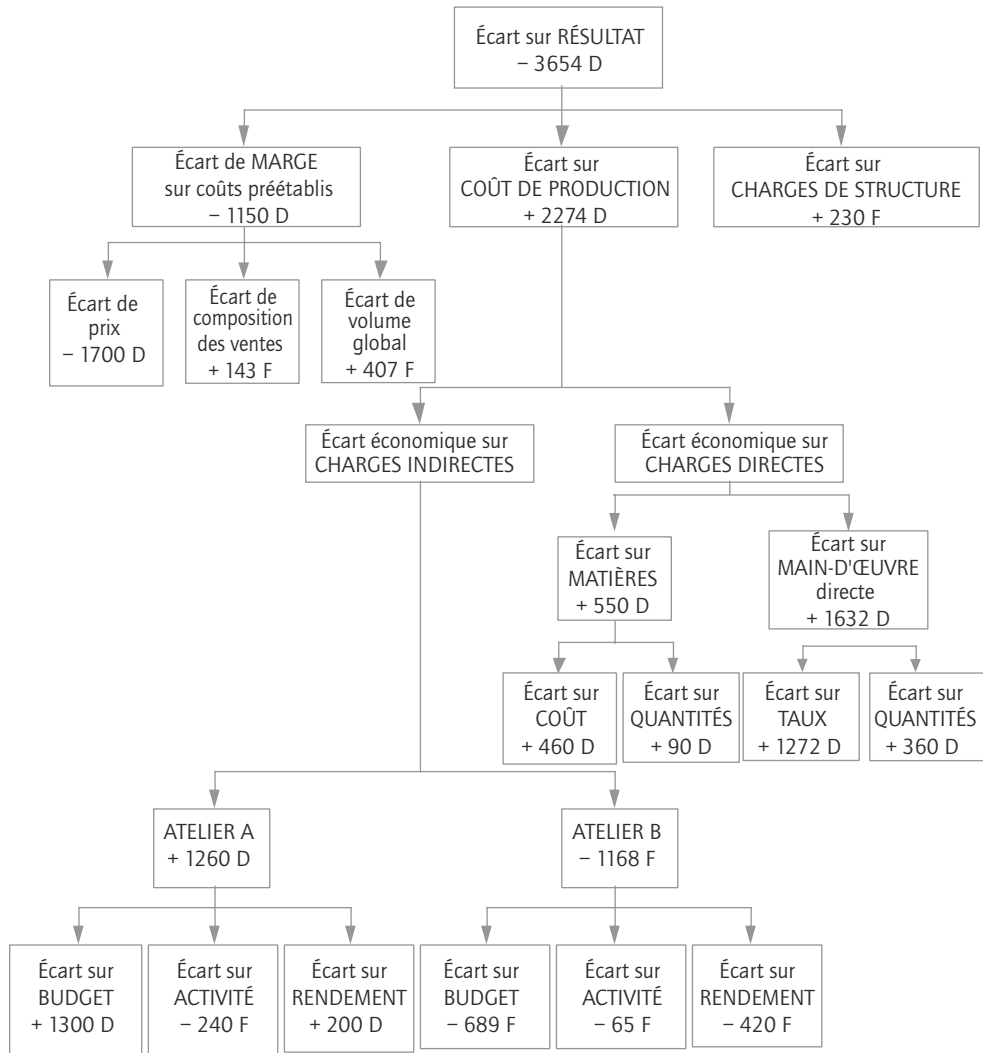 Écart sur RÉSULTAT
– 3654 D
Écart de MARGE
sur coûts préétablis
– 1150 D
Écart sur
COÛT DE PRODUCTION
+ 2274 D
Écart sur
CHARGES DE STRUCTURE
+ 230 F
Écart de
prix
– 1700 D
Écart de
composition
des ventes
+ 143 F
Écart de
volume
global
+ 407 F
Écart économique sur
CHARGES INDIRECTES
Écart économique sur
CHARGES DIRECTES
Écart sur
MATIÈRES
+ 550 D
Écart sur
MAIN-D'ŒUVRE
directe
+ 1632 D
Écart sur
COÛT
+ 460 D
Écart sur
QUANTITÉS
+ 90 D
Écart sur
TAUX
+ 1272 D
Écart sur
QUANTITÉS
+ 360 D
ATELIER A
+ 1260 D
ATELIER B
– 1168 F
Écart sur
BUDGET
+ 1300 D
Écart sur
ACTIVITÉ
– 240 F
Écart sur
RENDEMENT
+ 200 D
Écart sur
BUDGET
– 689 F
Écart sur
ACTIVITÉ
– 65 F
Écart sur
RENDEMENT
– 420 F